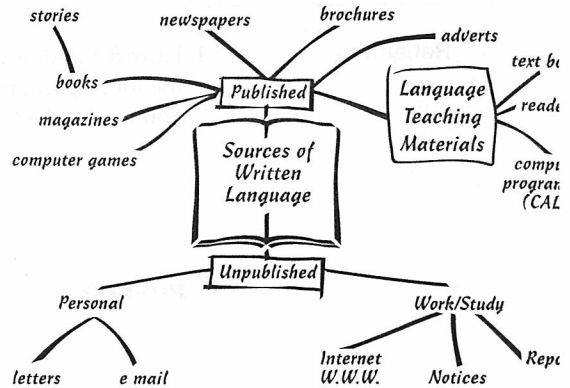 stories
newspapers
brochures
adverts
books
Published
magazines
computer games
Language
Teaching
Materials
text
Sources of
Written
Language
Unpublished
Personal
Work/Study
letters
e mail
Internet
W.W.W.
Notices